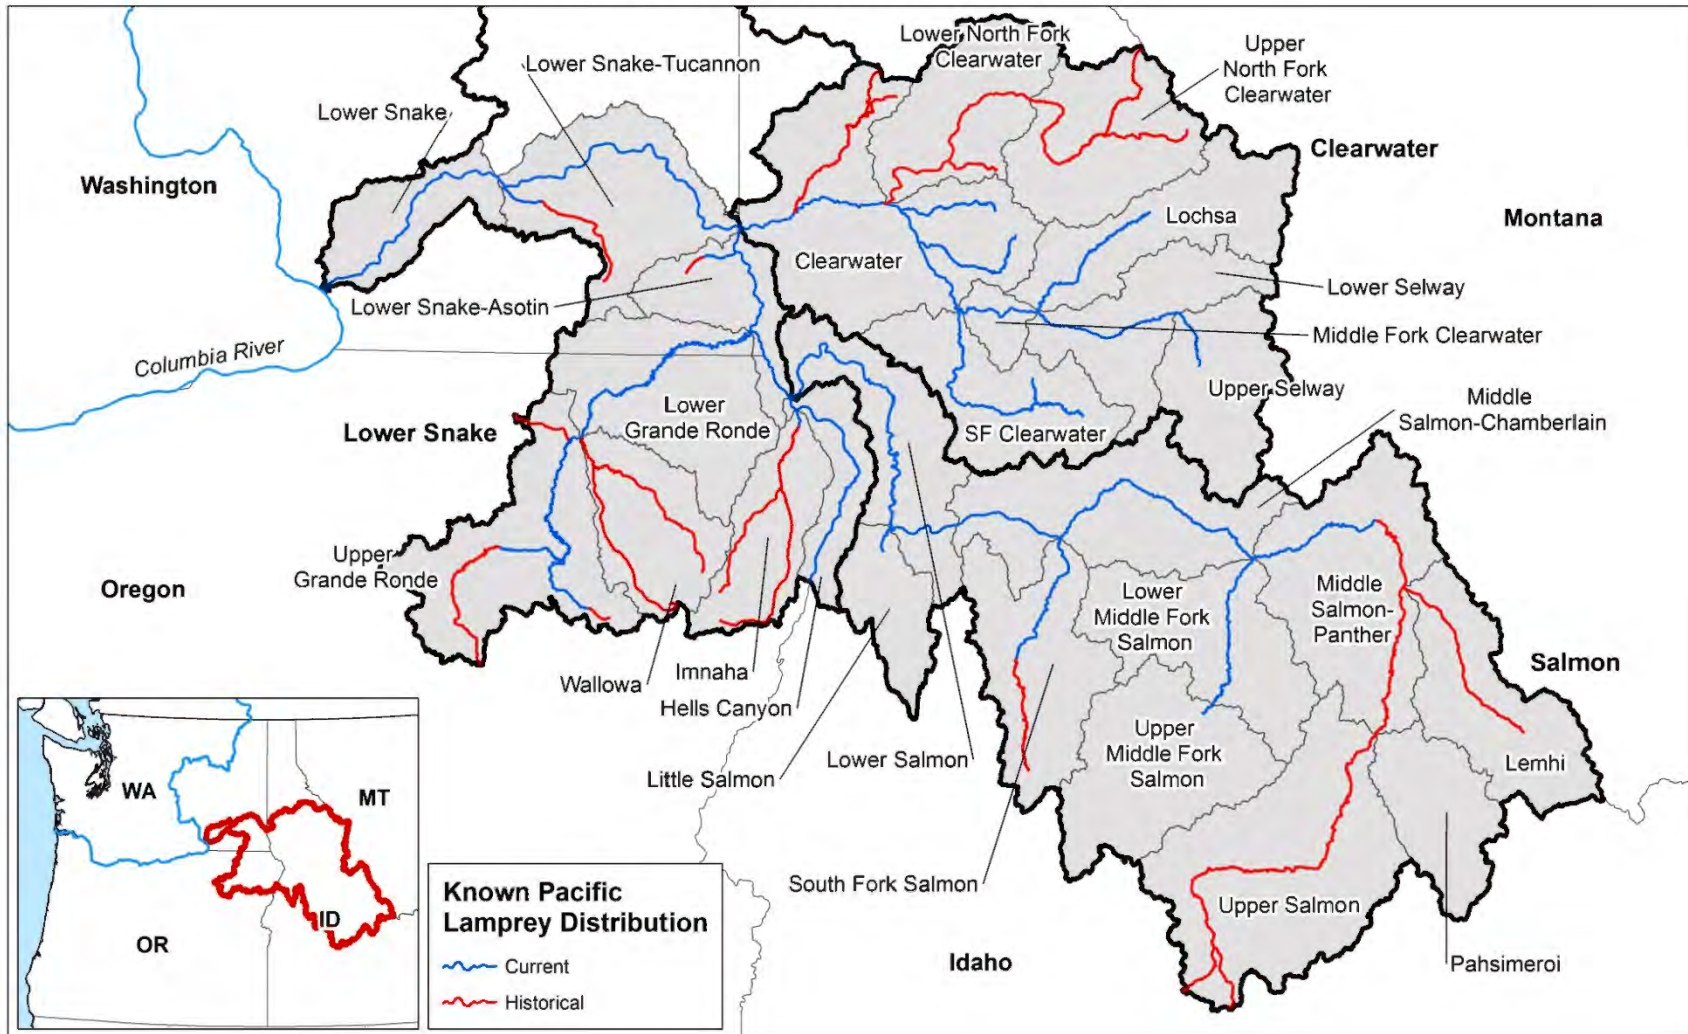 Lower North Fork
Clearwater
Upper
North Fork
Clearwater
Lower Snake-Tucannon
Lower Snake
Clearwater
Washington
Lochsa
Montana
Clearwater
Lower Selway
Lower Snake-Asotin
Middle Fork Clearwater
Columbia River
Upper Selway
Middle
Salmon-Chamberlain
Lower
Grande Ronde
Lower Snake
SF Clearwater
Upper
Grande Ronde
Oregon
Lower
Middle Fork
Salmon
Middle
Salmon-
Panther
Salmon
Wallowa
Imnaha
Hells Canyon
Little Salmon
Lower Salmon
Upper
Middle Fork
Salmon
Lemhi
South Fork Salmon
Upper Salmon
Idaho
Pahsimeroi
WA
MT
ID
OR
Known Pacific
Lamprey Distribution
Current
Historical